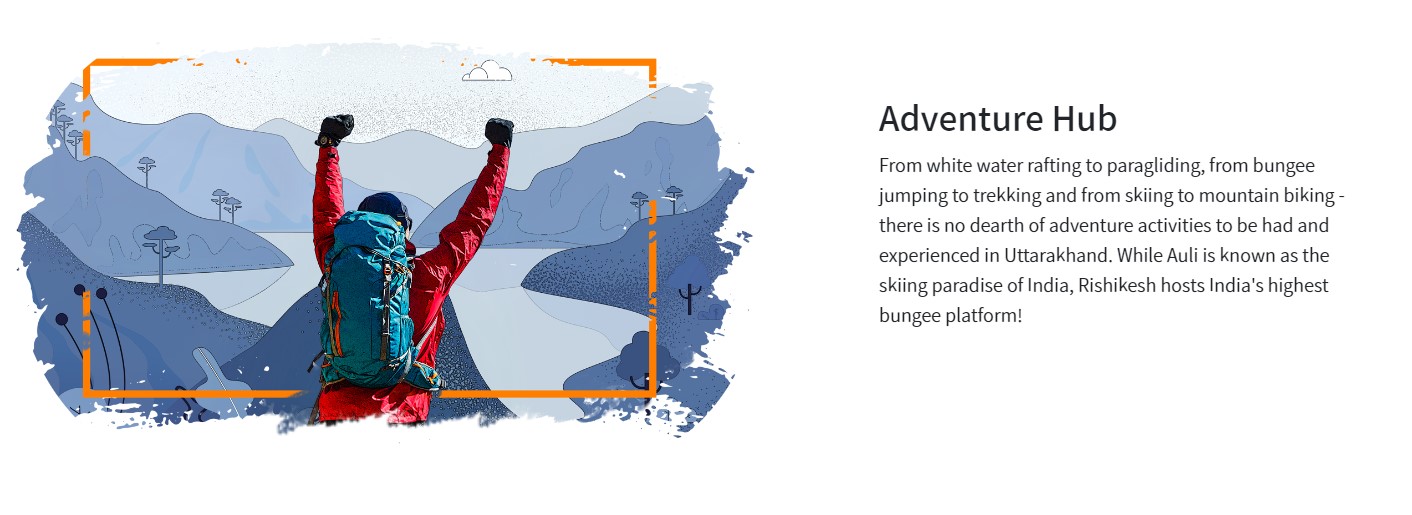 Adventure Hub
From white water rafting to paragliding, from bungee
jumping to trekking and from skiing to mountain biking -
there is no dearth of adventure activities to be had and
experienced in Uttarakhand. While Auli is known as the
skiing paradise of India, Rishikesh hosts India's highest
bungee platform!